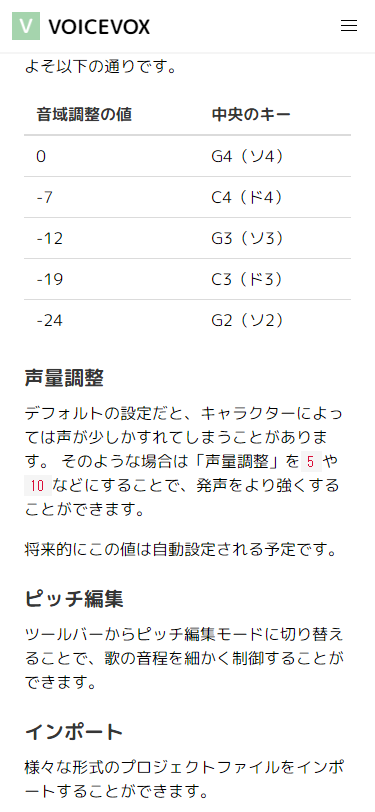 VOICEVOX
よそ以下の通りです。
音域調整の値 中央のキー
0 G4（ソ4）
-7 C4（ド4）
-12 G3（ソ3）
-19 C3（ド3）
-24 G2（ソ2）
声量調整
デフォルトの設定だと、キャラクターによっ
ては声が少しかすれてしまうことがありま
す。 そのような場合は「声量調整」を 5 や
10 などにすることで、発声をより強くする
ことができます。
将来的にこの値は自動設定される予定です。
ピッチ編集
ツールバーからピッチ編集モードに切り替え
ることで、歌の音程を細かく制御することが
できます。
インポート
様々な形式のプロジェクトファイルをインポ
ートすることができます。